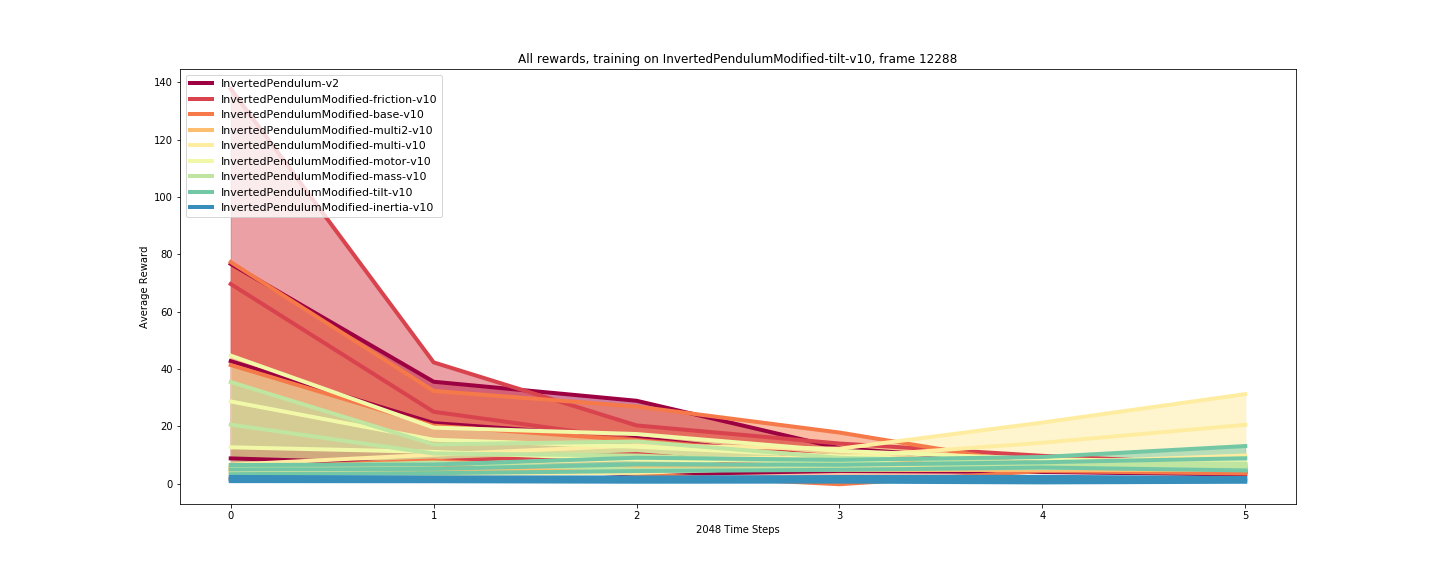 All rewards, training on InvertedPendulumModified-tilt-v10, frame 12288
140
120
100
80
60
40
20
0
Average Reward
InvertedPendulum-v2
InvertedPendulumModified-friction-v10
InvertedPendulumModified-base-v10
InvertedPendulumModified-multi2-v10
InvertedPendulumModified-multi-v10
InvertedPendulumModified-motor-v10
InvertedPendulumModified-mass-v10
InvertedPendulumModified-tilt-v10
InvertedPendulumModified-inertia-v10
0 1 2 3 4 5
2048 Time Steps